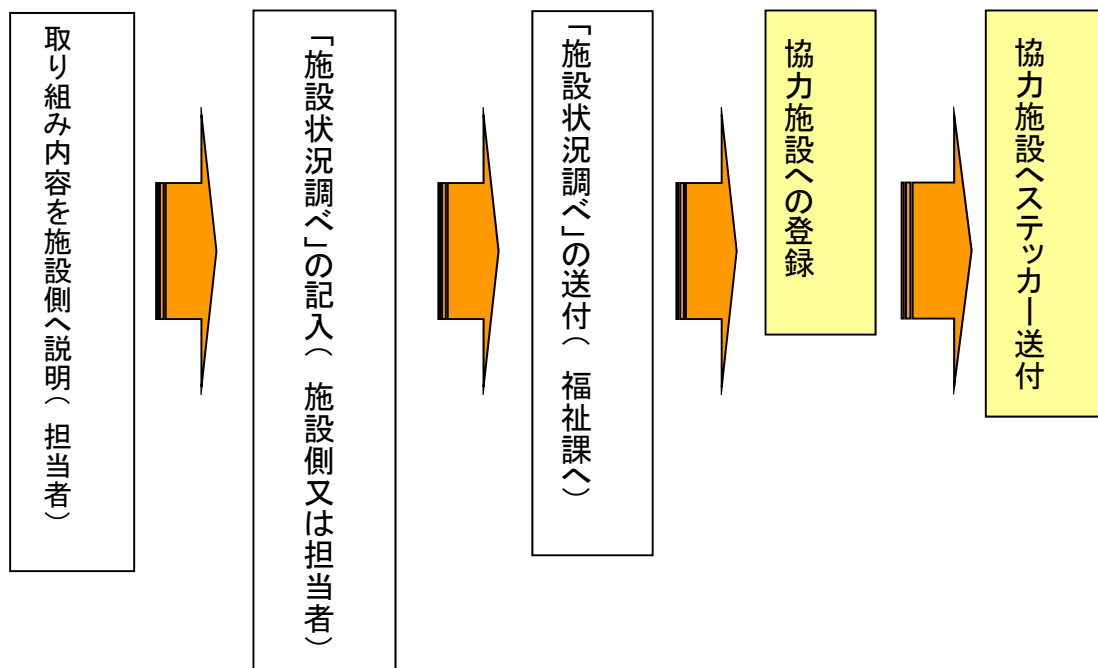 取り組み内容を施設側へ説明（担当者）
「施設状況調べ」の記入（施設側又は担当者）
「施設状況調べ」の送付（福祉課へ）
協力施設への登録
協力施設へステッカー送付